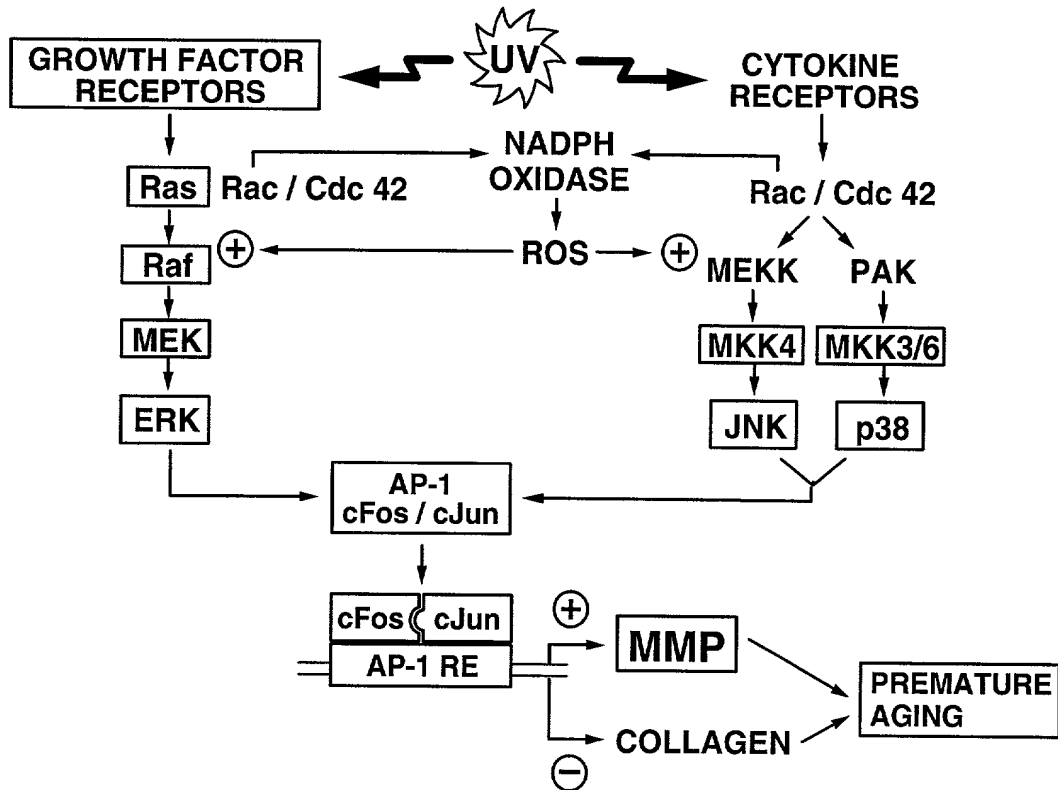 UV
GROWTH FACTOR
RECEPTORS
CYTOKINE
RECEPTORS
NADPH
OXIDASE
Ras
Rac / Cdc 42
Rac / Cdc 42
Raf
+
ROS
+
MEKK
PAK
MEK
MKK4
MKK3/6
ERK
JNK
p38
AP-1
cFos / cJun
cFos
cJun
+
AP-1 RE
MMP
PREMATURE
AGING
COLLAGEN
−